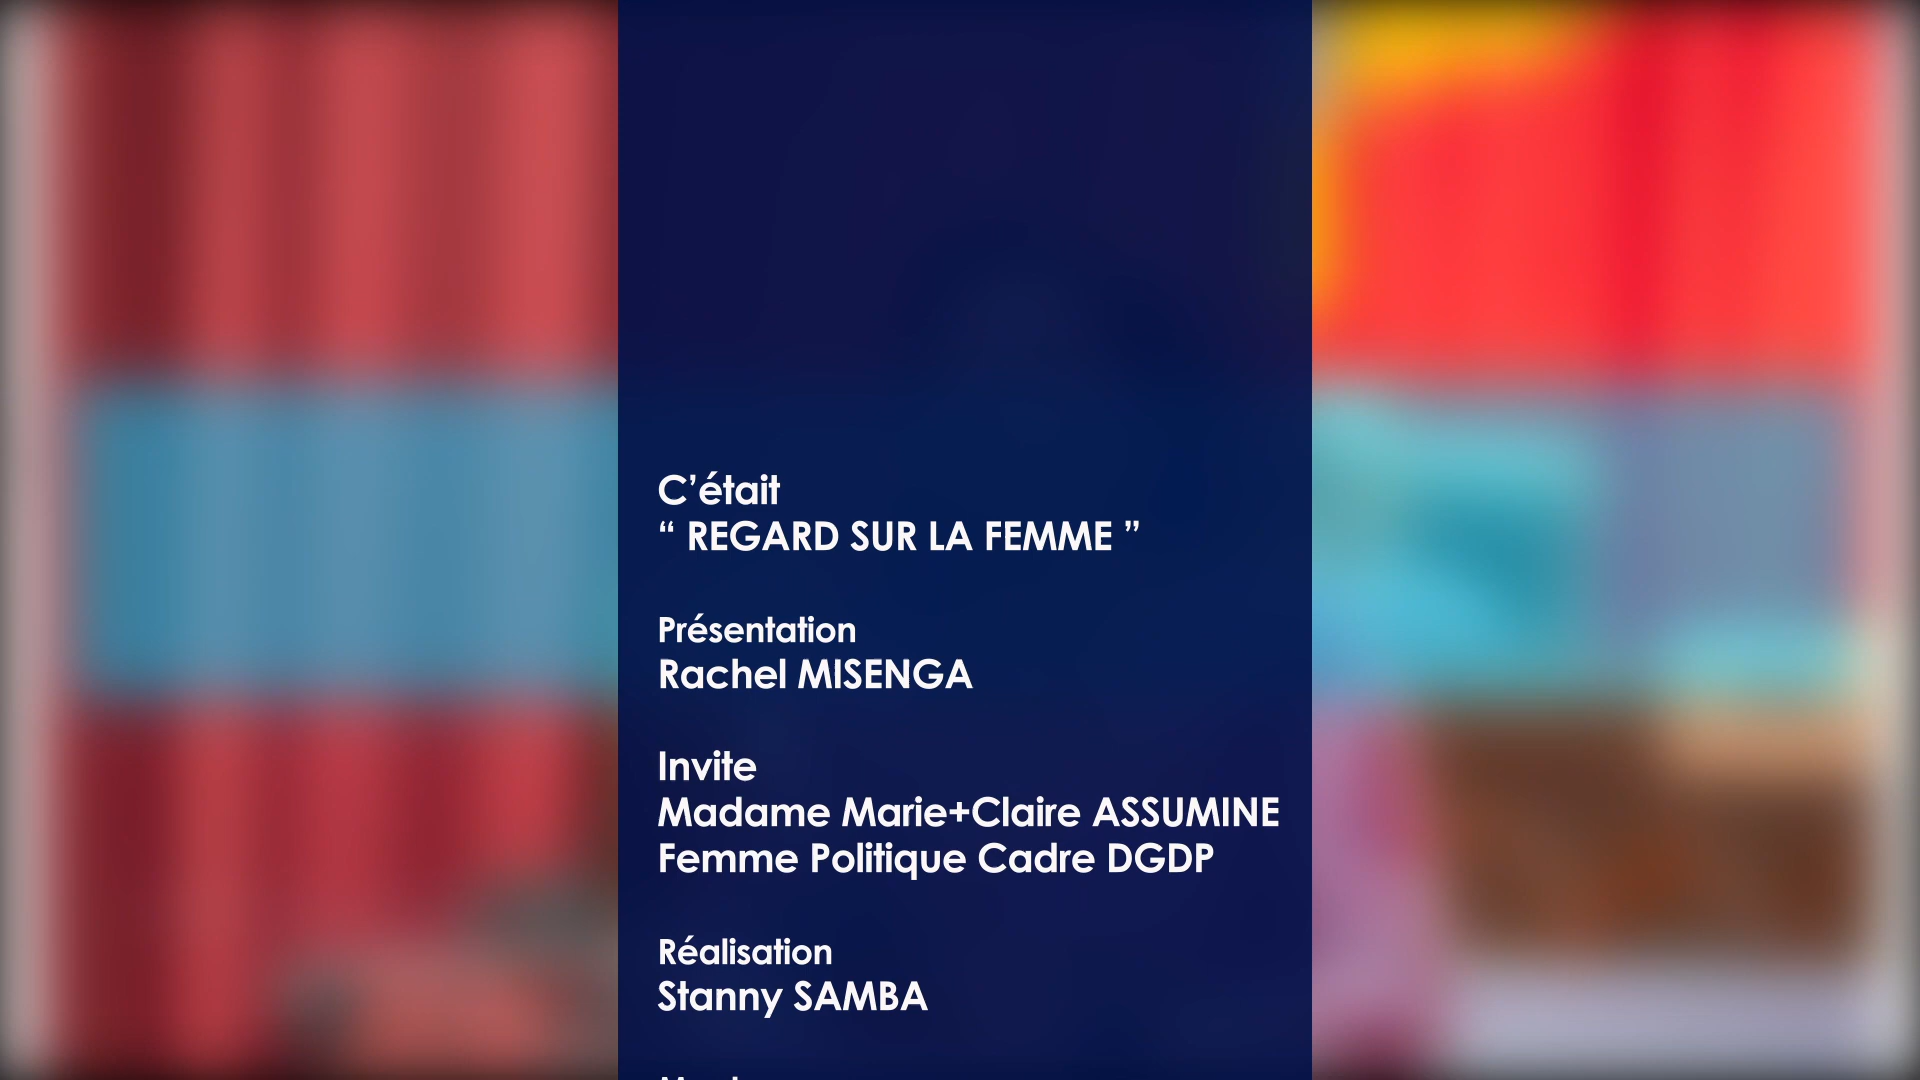 C’était
“ REGARD SUR LA FEMME ”
Présentation
Rachel MISENGA
Invite
Madame Marie+Claire ASSUMINE
Femme Politique Cadre DGDP
Réalisation
Stanny SAMBA